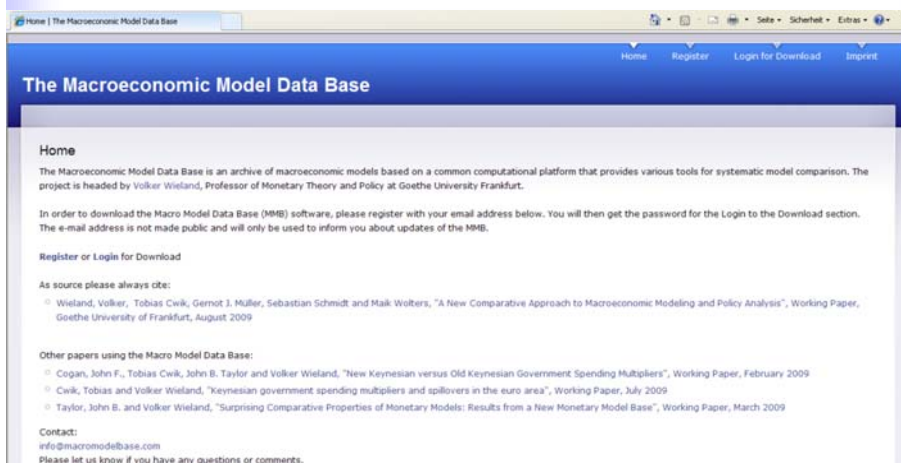 Home | The Macroeconomic Model Data Base
Seite Sicherheit Extras
Home Register Login for Download Imprint
The Macroeconomic Model Data Base
Home
The Macroeconomic Model Data Base is an archive of macroeconomic models based on a common computational platform that provides various tools for systematic model comparison. The
project is headed by Volker Wieland, Professor of Monetary Theory and Policy at Goethe University Frankfurt.
In order to download the Macro Model Data Base (MMB) software, please register with your email address below. You will then get the password for the Login to the Download section.
The e-mail address is not made public and will only be used to inform you about updates of the MMB.
Register or Login for Download
As source please always cite:
Wieland, Volker, Tobias Cwik, Gernot J. Müller, Sebastian Schmidt and Maik Wolters, "A New Comparative Approach to Macroeconomic Modeling and Policy Analysis", Working Paper,
Goethe University of Frankfurt, August 2009
Other papers using the Macro Model Data Base:
Cogan, John F., Tobias Cwik, John B. Taylor and Volker Wieland, "New Keynesian versus Old Keynesian Government Spending Multipliers", Working Paper, February 2009
Cwik, Tobias and Volker Wieland, "Keynesian government spending multipliers and spillovers in the euro area", Working Paper, July 2009
Taylor, John B. and Volker Wieland, "Surprising Comparative Properties of Monetary Models: Results from a New Monetary Model Base", Working Paper, March 2009
Contact:
info@macromodelbase.com
Please let us know if you have any questions or comments.